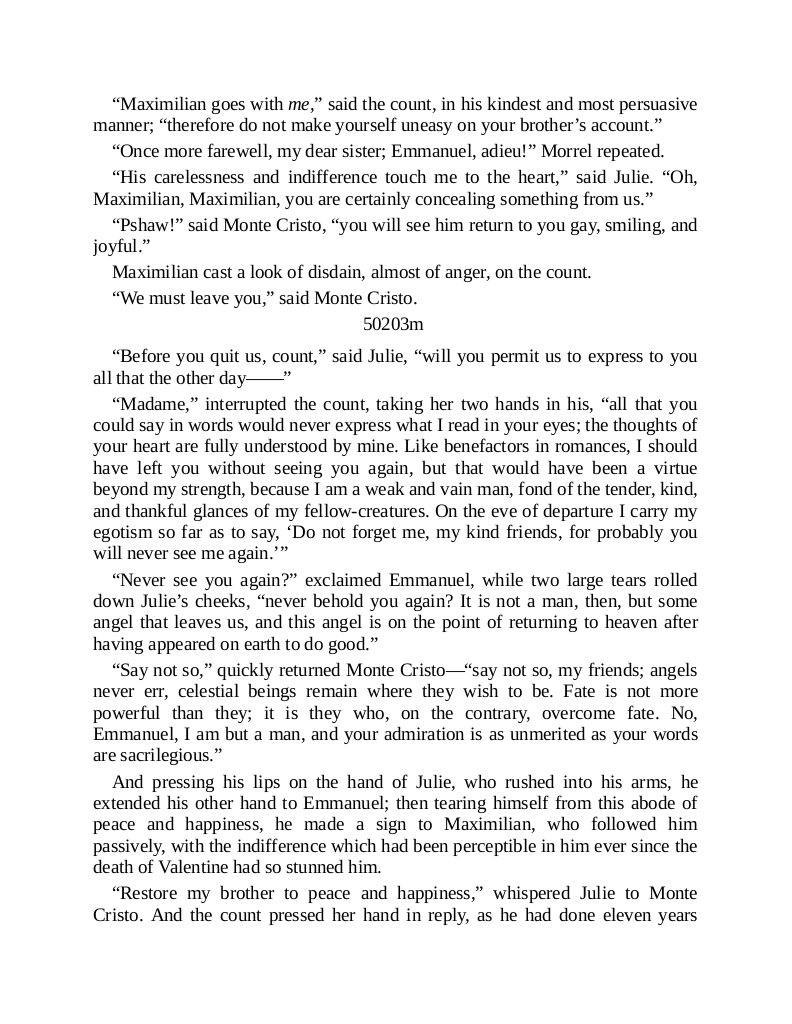 “Maximilian goes with me,” said the count, in his kindest and most persuasive
manner; “therefore do not make yourself uneasy on your brother’s account.”
“Once more farewell, my dear sister; Emmanuel, adieu!” Morrel repeated.
“His carelessness and indifference touch me to the heart,” said Julie. “Oh,
Maximilian, Maximilian, you are certainly concealing something from us.”
“Pshaw!” said Monte Cristo, “you will see him return to you gay, smiling, and
joyful.”
Maximilian cast a look of disdain, almost of anger, on the count.
“We must leave you,” said Monte Cristo.
50203m
“Before you quit us, count,” said Julie, “will you permit us to express to you
all that the other day——”
“Madame,” interrupted the count, taking her two hands in his, “all that you
could say in words would never express what I read in your eyes; the thoughts of
your heart are fully understood by mine. Like benefactors in romances, I should
have left you without seeing you again, but that would have been a virtue
beyond my strength, because I am a weak and vain man, fond of the tender, kind,
and thankful glances of my fellow-creatures. On the eve of departure I carry my
egotism so far as to say, ‘Do not forget me, my kind friends, for probably you
will never see me again.’”
“Never see you again?” exclaimed Emmanuel, while two large tears rolled
down Julie’s cheeks, “never behold you again? It is not a man, then, but some
angel that leaves us, and this angel is on the point of returning to heaven after
having appeared on earth to do good.”
“Say not so,” quickly returned Monte Cristo—“say not so, my friends; angels
never err, celestial beings remain where they wish to be. Fate is not more
powerful than they; it is they who, on the contrary, overcome fate. No,
Emmanuel, I am but a man, and your admiration is as unmerited as your words
are sacrilegious.”
And pressing his lips on the hand of Julie, who rushed into his arms, he
extended his other hand to Emmanuel; then tearing himself from this abode of
peace and happiness, he made a sign to Maximilian, who followed him
passively, with the indifference which had been perceptible in him ever since the
death of Valentine had so stunned him.
“Restore my brother to peace and happiness,” whispered Julie to Monte
Cristo. And the count pressed her hand in reply, as he had done eleven years